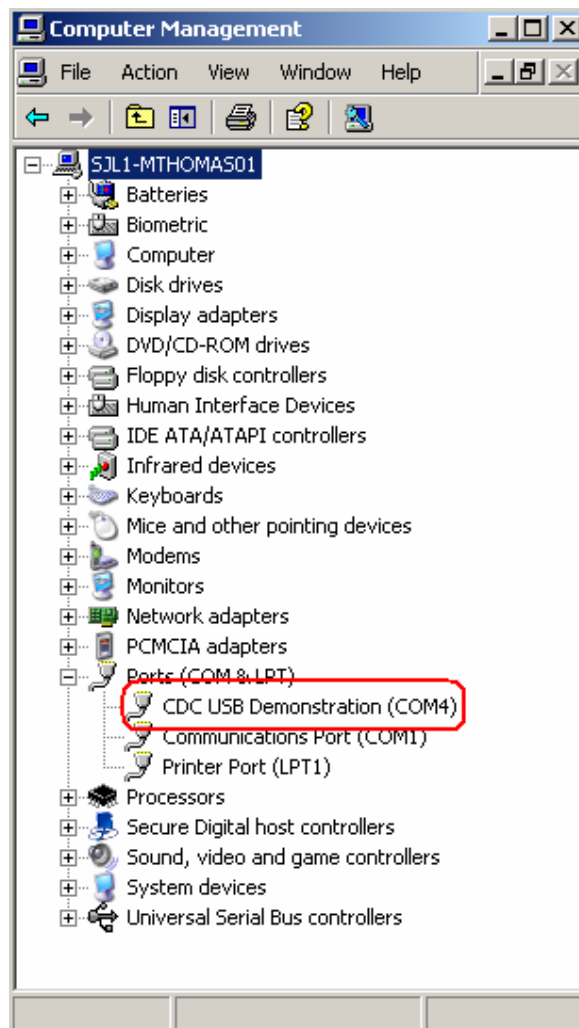 Computer Management
File Action View Window Help
SJL1-MTHOMAS01
Batteries
Biometric
Computer
Disk drives
Display adapters
DVD/CD-ROM drives
Floppy disk controllers
Human Interface Devices
IDE ATA/ATAPI controllers
Infrared devices
Keyboards
Mice and other pointing devices
Modems
Monitors
Network adapters
PCMCIA adapters
Ports (COM & LPT)
CDC USB Demonstration (COM4)
Communications Port (COM1)
Printer Port (LPT1)
Processors
Secure Digital host controllers
Sound, video and game controllers
System devices
Universal Serial Bus controllers